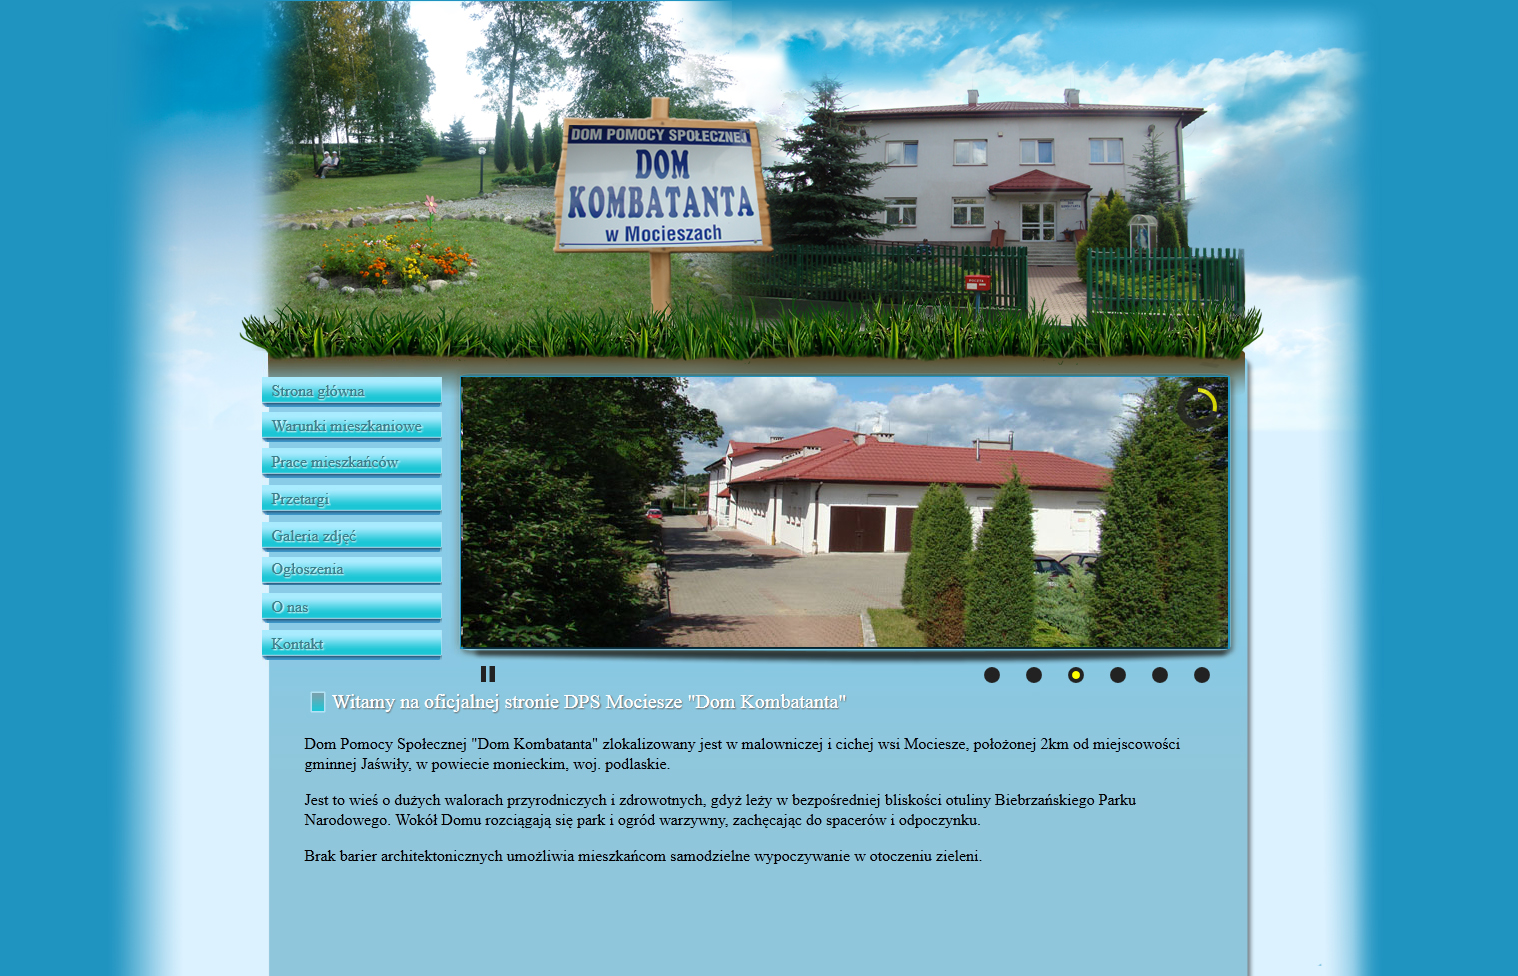 DOM POMOCY SPOŁECZNEJ
DOM
KOMBATANTA
w Mocieszach
Strona główna
Warunki mieszkaniowe
Prace mieszkańców
Przetargi
Galeria zdjęć
Ogłoszenia
O nas
Kontakt
Witamy na oficjalnej stronie DPS Mociesze "Dom Kombatanta"
Dom Pomocy Społecznej "Dom Kombatanta" zlokalizowany jest w malowniczej i cichej wsi Mociesze, położonej 2km od miejscowości
gminnej Jaświły, w powiecie monieckim, woj. podlaskie.
Jest to wieś o dużych walorach przyrodniczych i zdrowotnych, gdyż leży w bezpośredniej bliskości otuliny Biebrzańskiego Parku
Narodowego. Wokół Domu rozciągają się park i ogród warzywny, zachęcając do spacerów i odpoczynku.
Brak barier architektonicznych umożliwia mieszkańcom samodzielne wypoczywanie w otoczeniu zieleni.